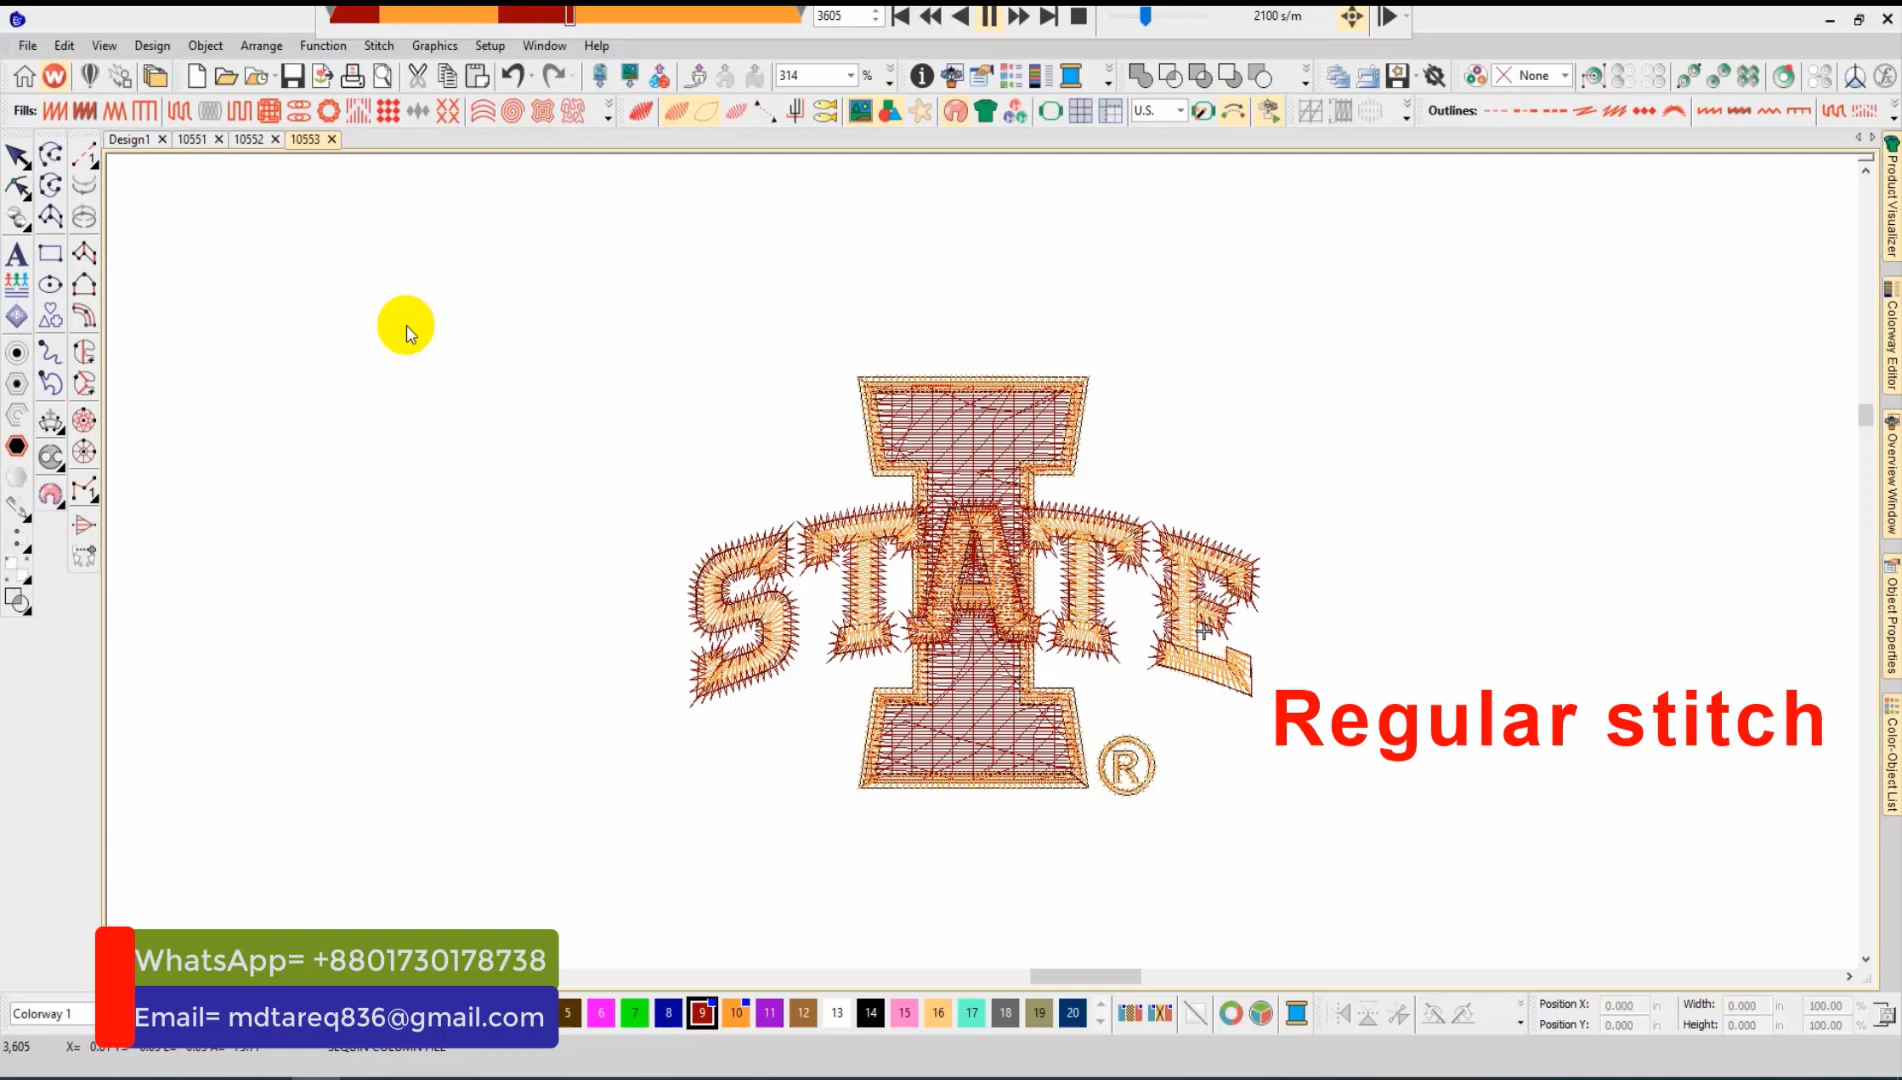 3605
2100 s/m
File Edit View Design Object Arrange Function Stitch Graphics Setup Window Help
314 %
None
Fills:
U.S.
Outlines:
Design1 10551 10552 10553
Product Visualizer
Colorway Editor
Overview Window
Object Properties
Color-Object List
STATE
®
Regular stitch
WhatsApp= +8801730178738
Email= mdtareq836@gmail.com
Colorway 1
5 6 7 8 9 10 11 12 13 14 15 16 17 18 19 20
Position X: 0.000 in Width: 0.000 in 100.00 %
Position Y: 0.000 in Height: 0.000 in 100.00 %
3,605 X=